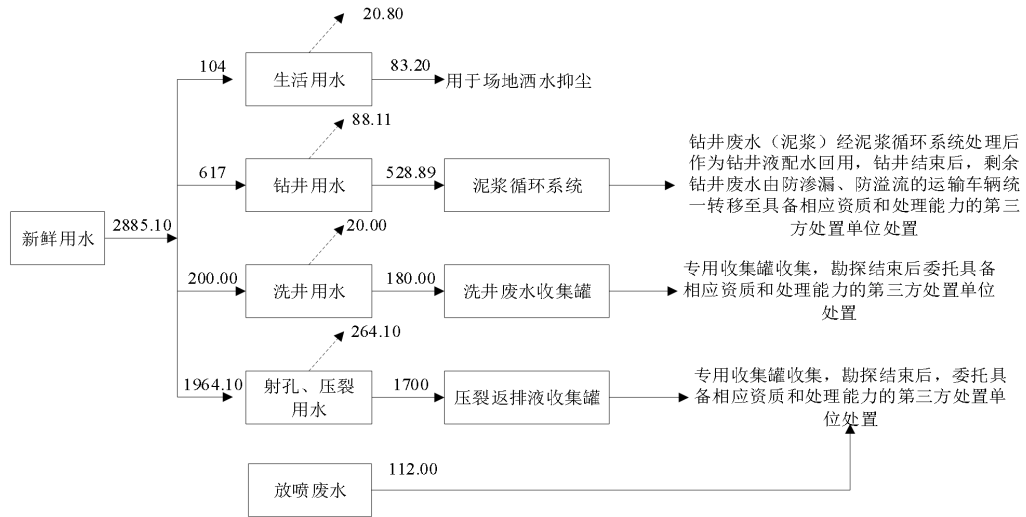 20.80
104
生活用水
83.20
用于场地洒水抑尘
88.11
617
钻井用水
528.89
泥浆循环系统
钻井废水（泥浆）经泥浆循环系统处理后
作为钻井液配水回用，钻井结束后，剩余
钻井废水由防渗漏、防溢流的运输车辆统
一转移至具备相应资质和处理能力的第三
方处置单位处置
新鲜用水
2885.10
20.00
200.00
洗井用水
180.00
洗井废水收集罐
专用收集罐收集，勘探结束后委托具备
相应资质和处理能力的第三方处置单位
处置
264.10
1964.10
射孔、压裂
用水
1700
压裂返排液收集罐
专用收集罐收集，勘探结束后，委托具
备相应资质和处理能力的第三方处置单
位处置
放喷废水
112.00